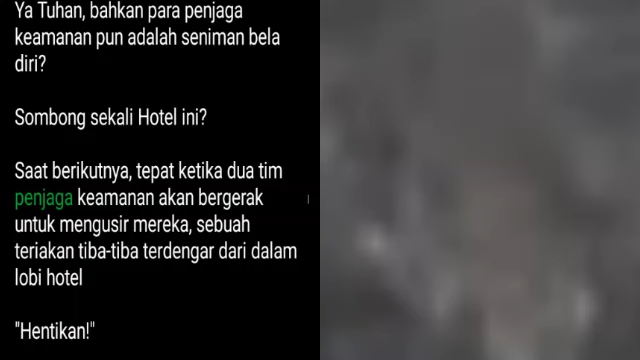 Ya Tuhan, bahkan para penjaga
keamanan pun adalah seniman bela
diri?
Sombong sekali Hotel ini?
Saat berikutnya, tepat ketika dua tim
penjaga keamanan akan bergerak
untuk mengusir mereka, sebuah
teriakan tiba-tiba terdengar dari dalam
lobi hotel
"Hentikan!"